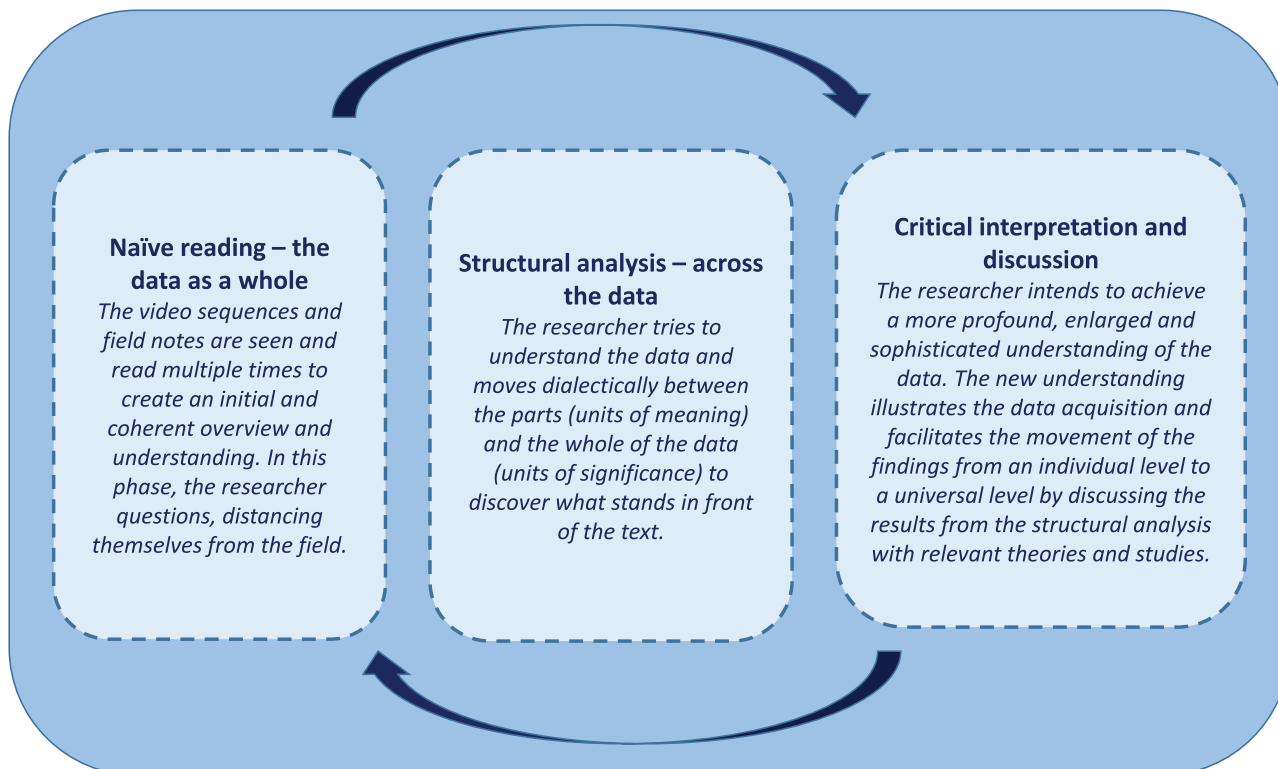 Naïve reading – the
data as a whole
The video sequences and
field notes are seen and
read multiple times to
create an initial and
coherent overview and
understanding. In this
phase, the researcher
questions, distancing
themselves from the field.
Structural analysis – across
the data
The researcher tries to
understand the data and
moves dialectically between
the parts (units of meaning)
and the whole of the data
(units of significance) to
discover what stands in front
of the text.
Critical interpretation and
discussion
The researcher intends to achieve
a more profound, enlarged and
sophisticated understanding of the
data. The new understanding
illustrates the data acquisition and
facilitates the movement of the
findings from an individual level to
a universal level by discussing the
results from the structural analysis
with relevant theories and studies.